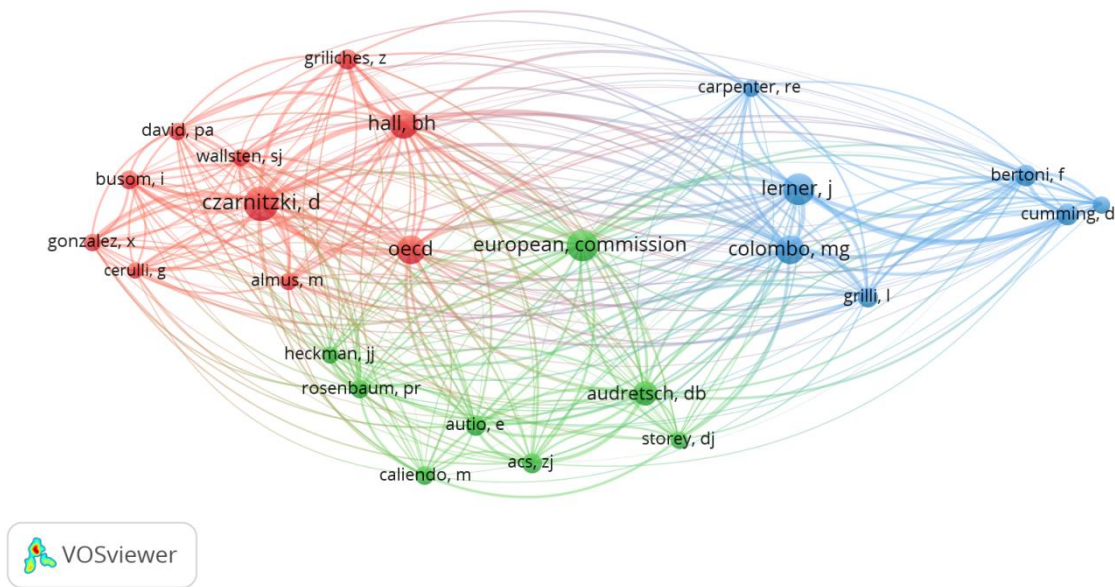 griliches, z
carpenter, re
hall, bh
david, pa
wallsten, sj
busom, i
bertoni, f
lerner, j
czarnitzki, d
cumming, d
gonzalez, x
oecd
european, commission
colombo, mg
cerulli, g
almus, m
grilli, l
heckman, jj
rosenbaum, pr
audretsch, db
autio, e
storey, dj
acs, zj
caliendo, m
VOSviewer